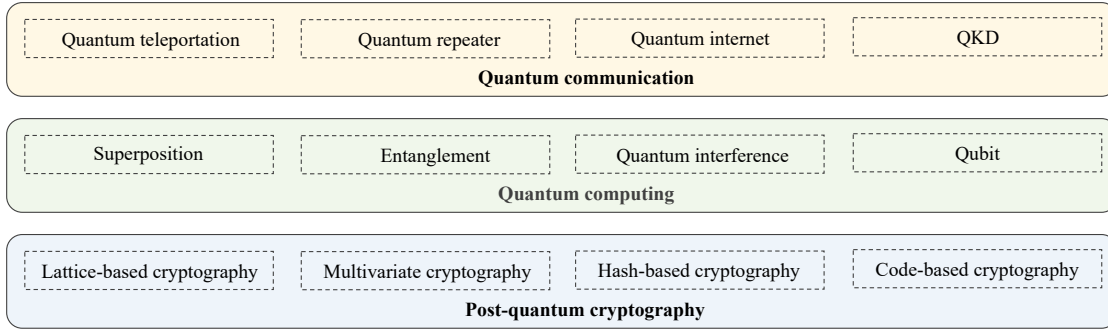 Quantum teleportation Quantum repeater Quantum internet QKD
Quantum communication
Superposition Entanglement Quantum interference Qubit
Quantum computing
Lattice-based cryptography Multivariate cryptography Hash-based cryptography Code-based cryptography
Post-quantum cryptography